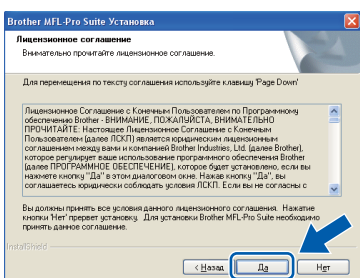 Brother MFL-Pro Suite Установка
Лицензионное соглашение
Внимательно прочитайте лицензионное соглашение.
Для перемещения по тексту соглашения используйте клавишу 'Page Down'
Лицензионное Соглашение с Конечным Пользователем по Программному
обеспечению Brother - ВНИМАНИЕ, ПОЖАЛУЙСТА, ВНИМАТЕЛЬНО
ПРОЧИТАЙТЕ: Настоящее Лицензионное Соглашение с Конечным
Пользователем (далее ЛСКП) является юридическим лицензионным
соглашением между вами и компанией Brother Industries, Ltd. (далее Brother),
которое регулирует ваше использование программного обеспечения Brother
(далее ПРОГРАММНОЕ ОБЕСПЕЧЕНИЕ), которое будет установлено, если вы
нажмете кнопку "Да" в этом диалоговом окне. Нажав кнопку "Да", вы
соглашаетесь юридически соблюдать условия ЛСКП. Если вы не согласны с
Вы должны принять все условия данного лицензионного соглашения. Нажатие
кнопки 'Нет' прервет установку. Для установки Brother MFL-Pro Suite необходимо
принять данное соглашение.
InstallShield
< Назад Да Нет